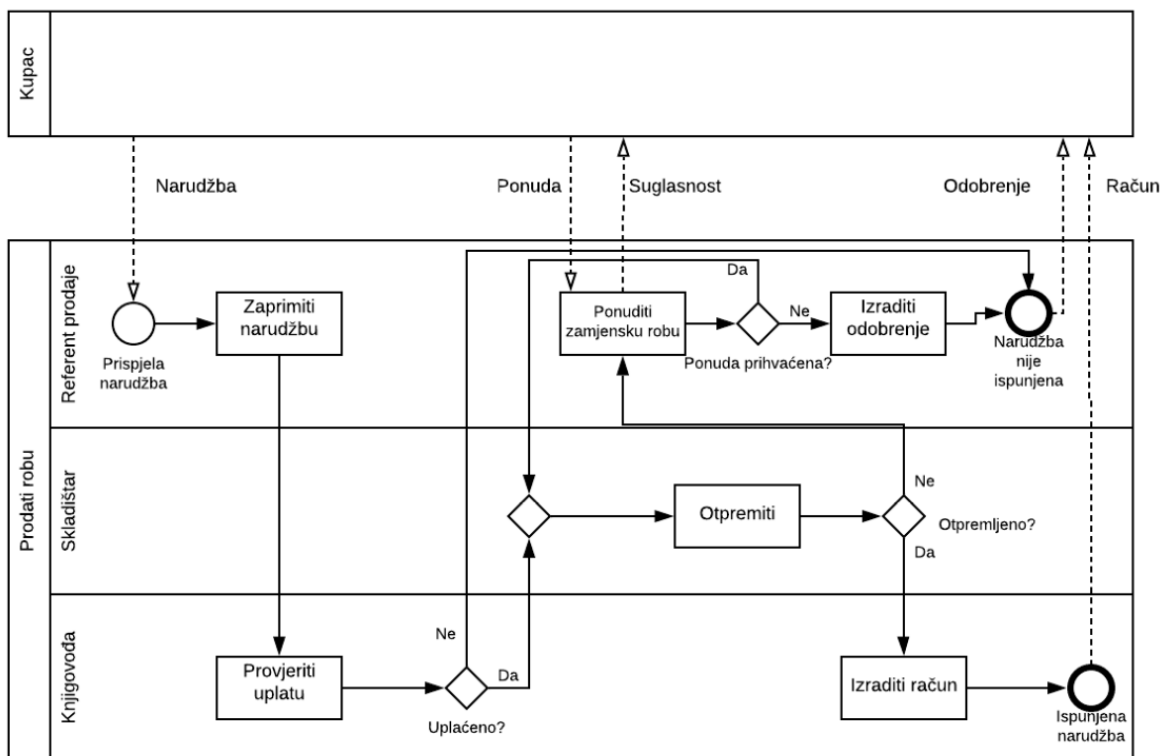 Kupac
Narudžba
Ponuda
Suglasnost
Odobrenje
Račun
Prodati robu
Referent prodaje
Prispjela
narudžba
Zaprimiti
narudžbu
Ponuditi
zamjensku robu
Da
Ponuda prihvaćena?
Ne
Izraditi
odobrenje
Narudžba
nije
ispunjena
Skladištar
Otpremiti
Ne
Otpremljeno?
Da
Knjigovođa
Provjeriti
uplatu
Ne
Da
Uplaćeno?
Izraditi račun
Ispunjena
narudžba